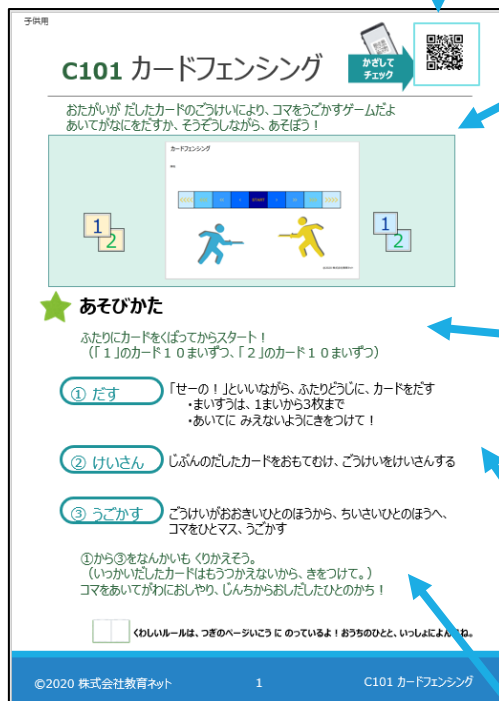 子供用
C101 カードフェンシング
かざして
チェック
おたがいが だしたカードのごうけいにより、コマをうごかすゲームだよ
あいてがなにをだすか、そうぞうしながら、あそぼう！
カードフェンシング
START
1
2
1
2
あそびかた
ふたりにカードをくばってからスタート！
（「１」のカード１０まいずつ、「２」のカード１０まいずつ）
① だす
「せーの！」といいながら、ふたりどうじに、カードをだす
・まいすうは、1まいから3枚まで
・あいてに みえないようにきをつけて！
② けいさん
じぶんのだしたカードをおもてむけ、ごうけいをけいさんする
③ うごかす
ごうけいがおおきいひとのほうから、ちいさいひとのほうへ、
コマをひとマス、うごかす
①から③をなんかいも くりかえそう。
（いっかいだしたカードはもうつかえないから、きをつけて。）
コマをあいてがわにおしやり、じんちからおしだしたひとのかち！
くわしいルールは、つぎのページいこう に のっているよ！おうちのひとと、いっしょによんでね。
©2020 株式会社教育ネット
1
C101 カードフェンシング